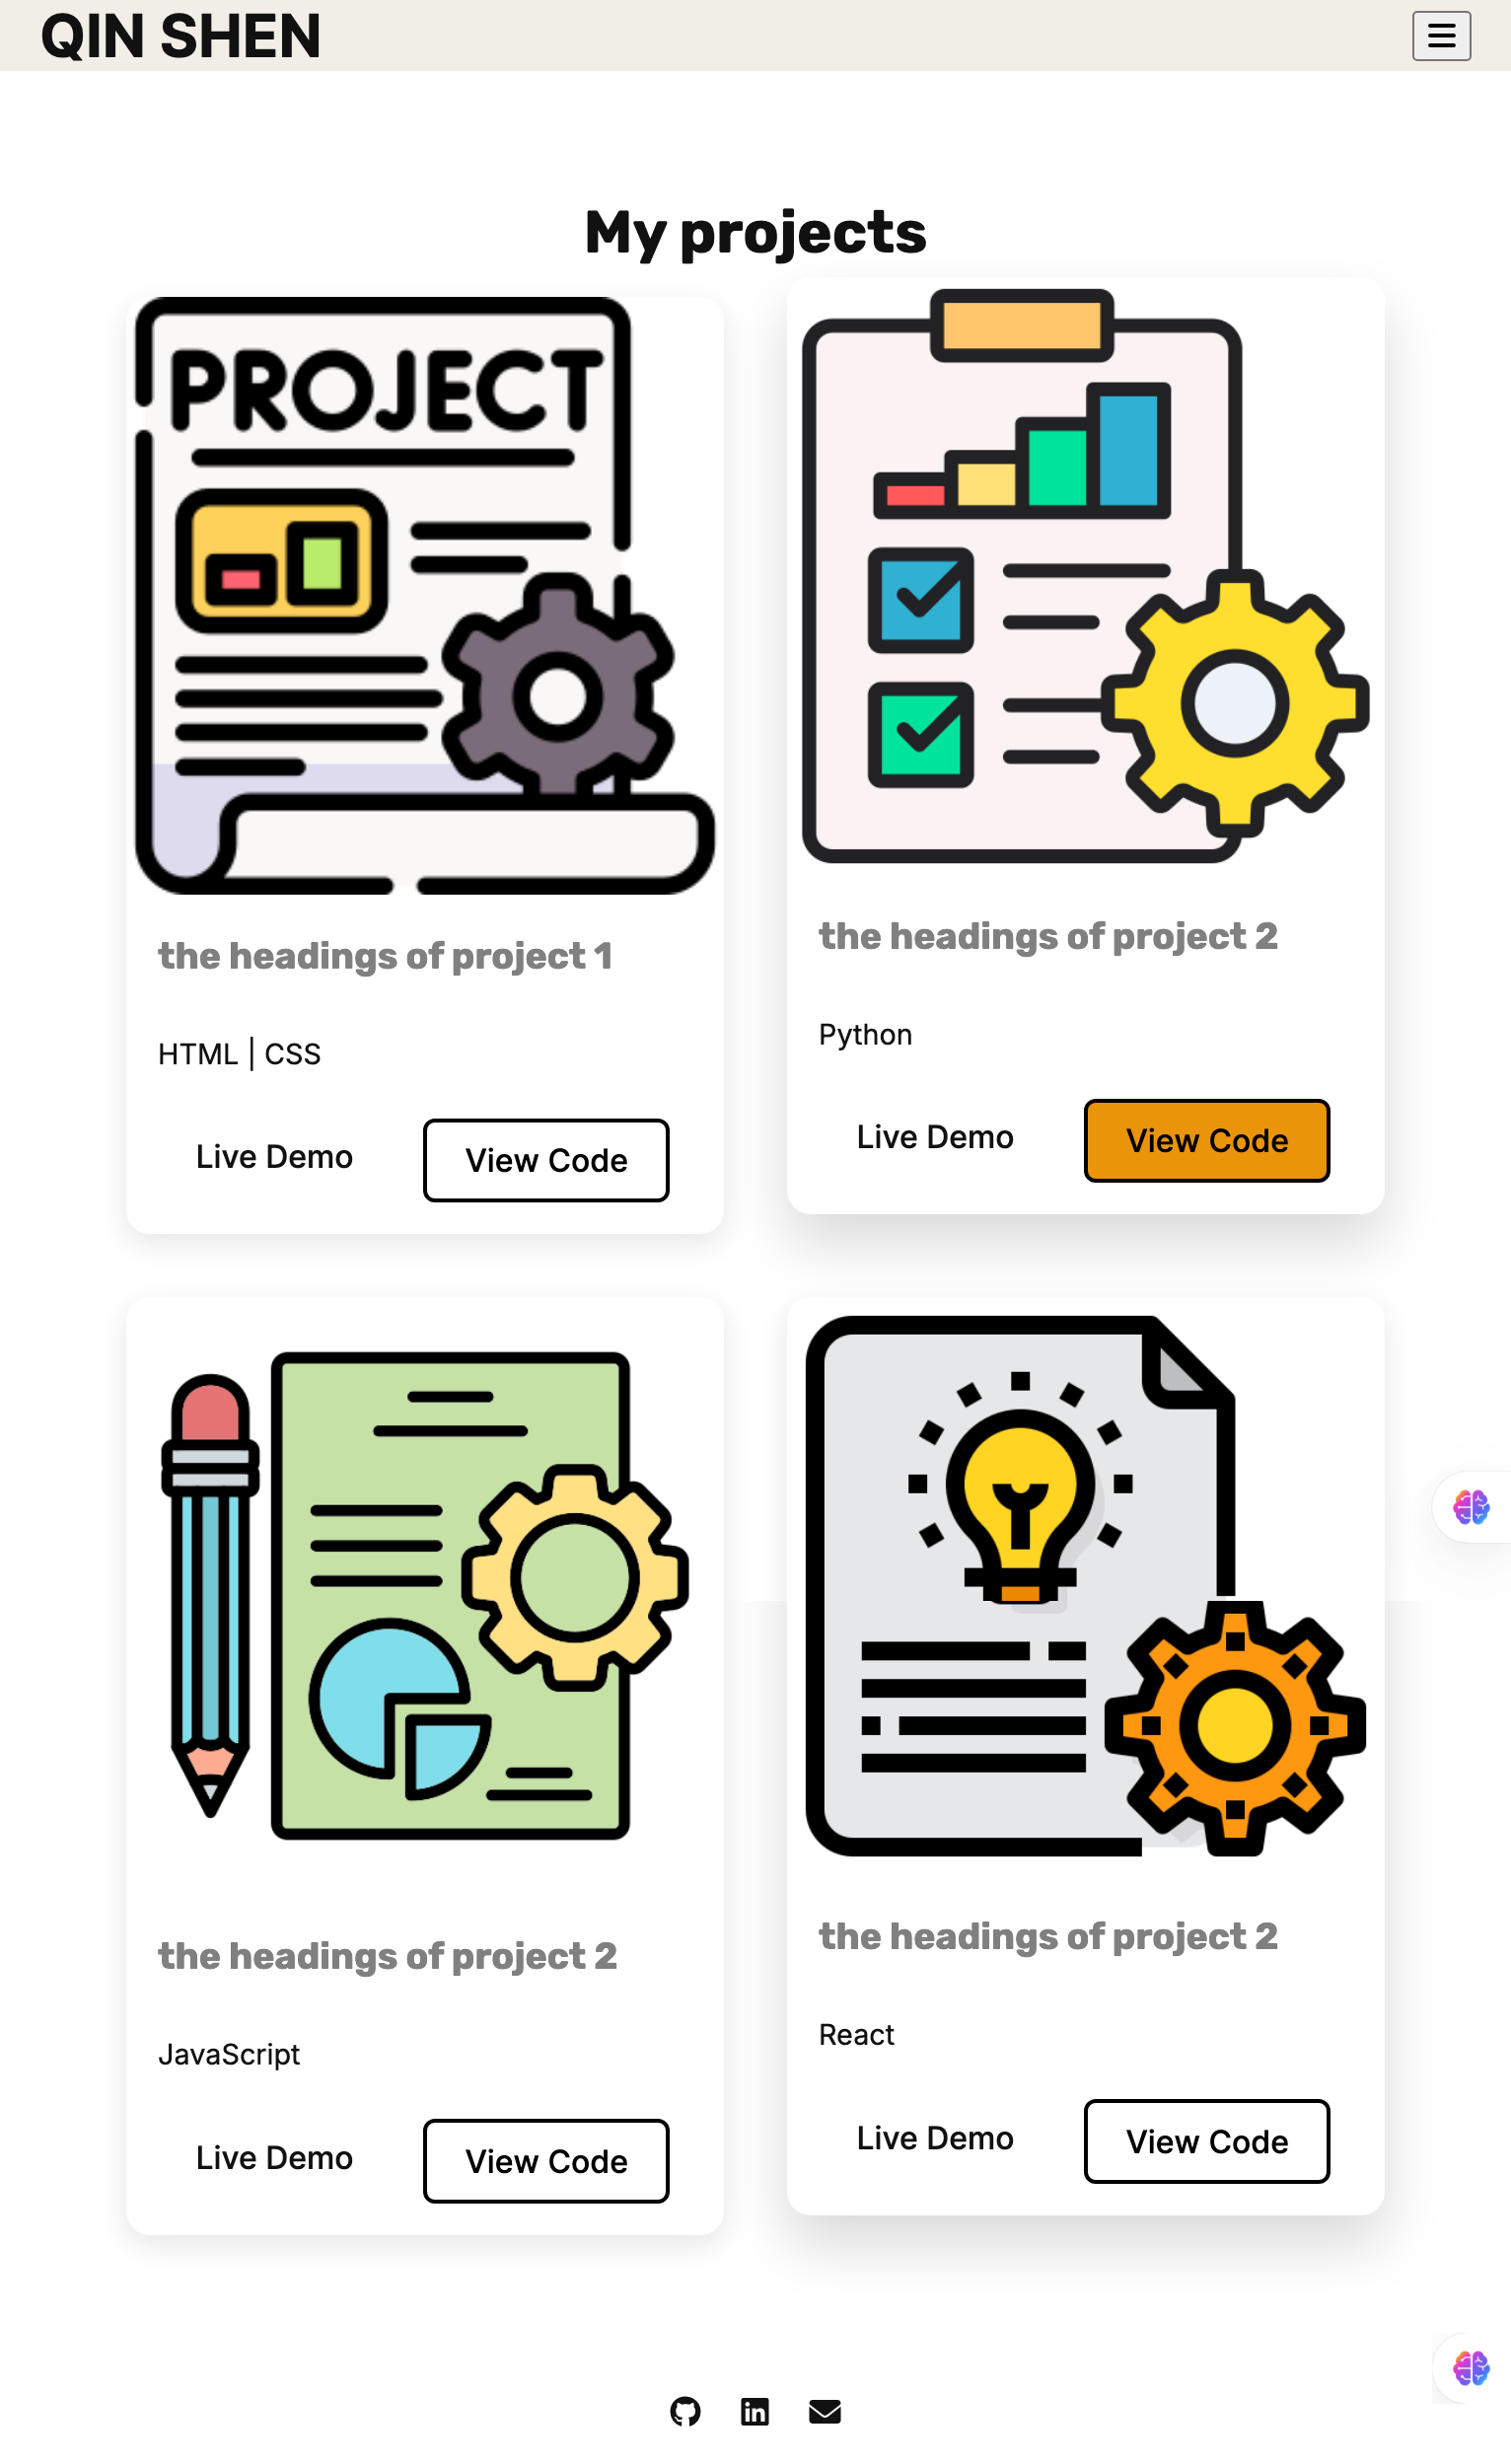 QIN SHEN
My projects
PROJECT
the headings of project 1
HTML | CSS
Live Demo
View Code
the headings of project 2
Python
Live Demo
View Code
the headings of project 2
JavaScript
Live Demo
View Code
the headings of project 2
React
Live Demo
View Code
in